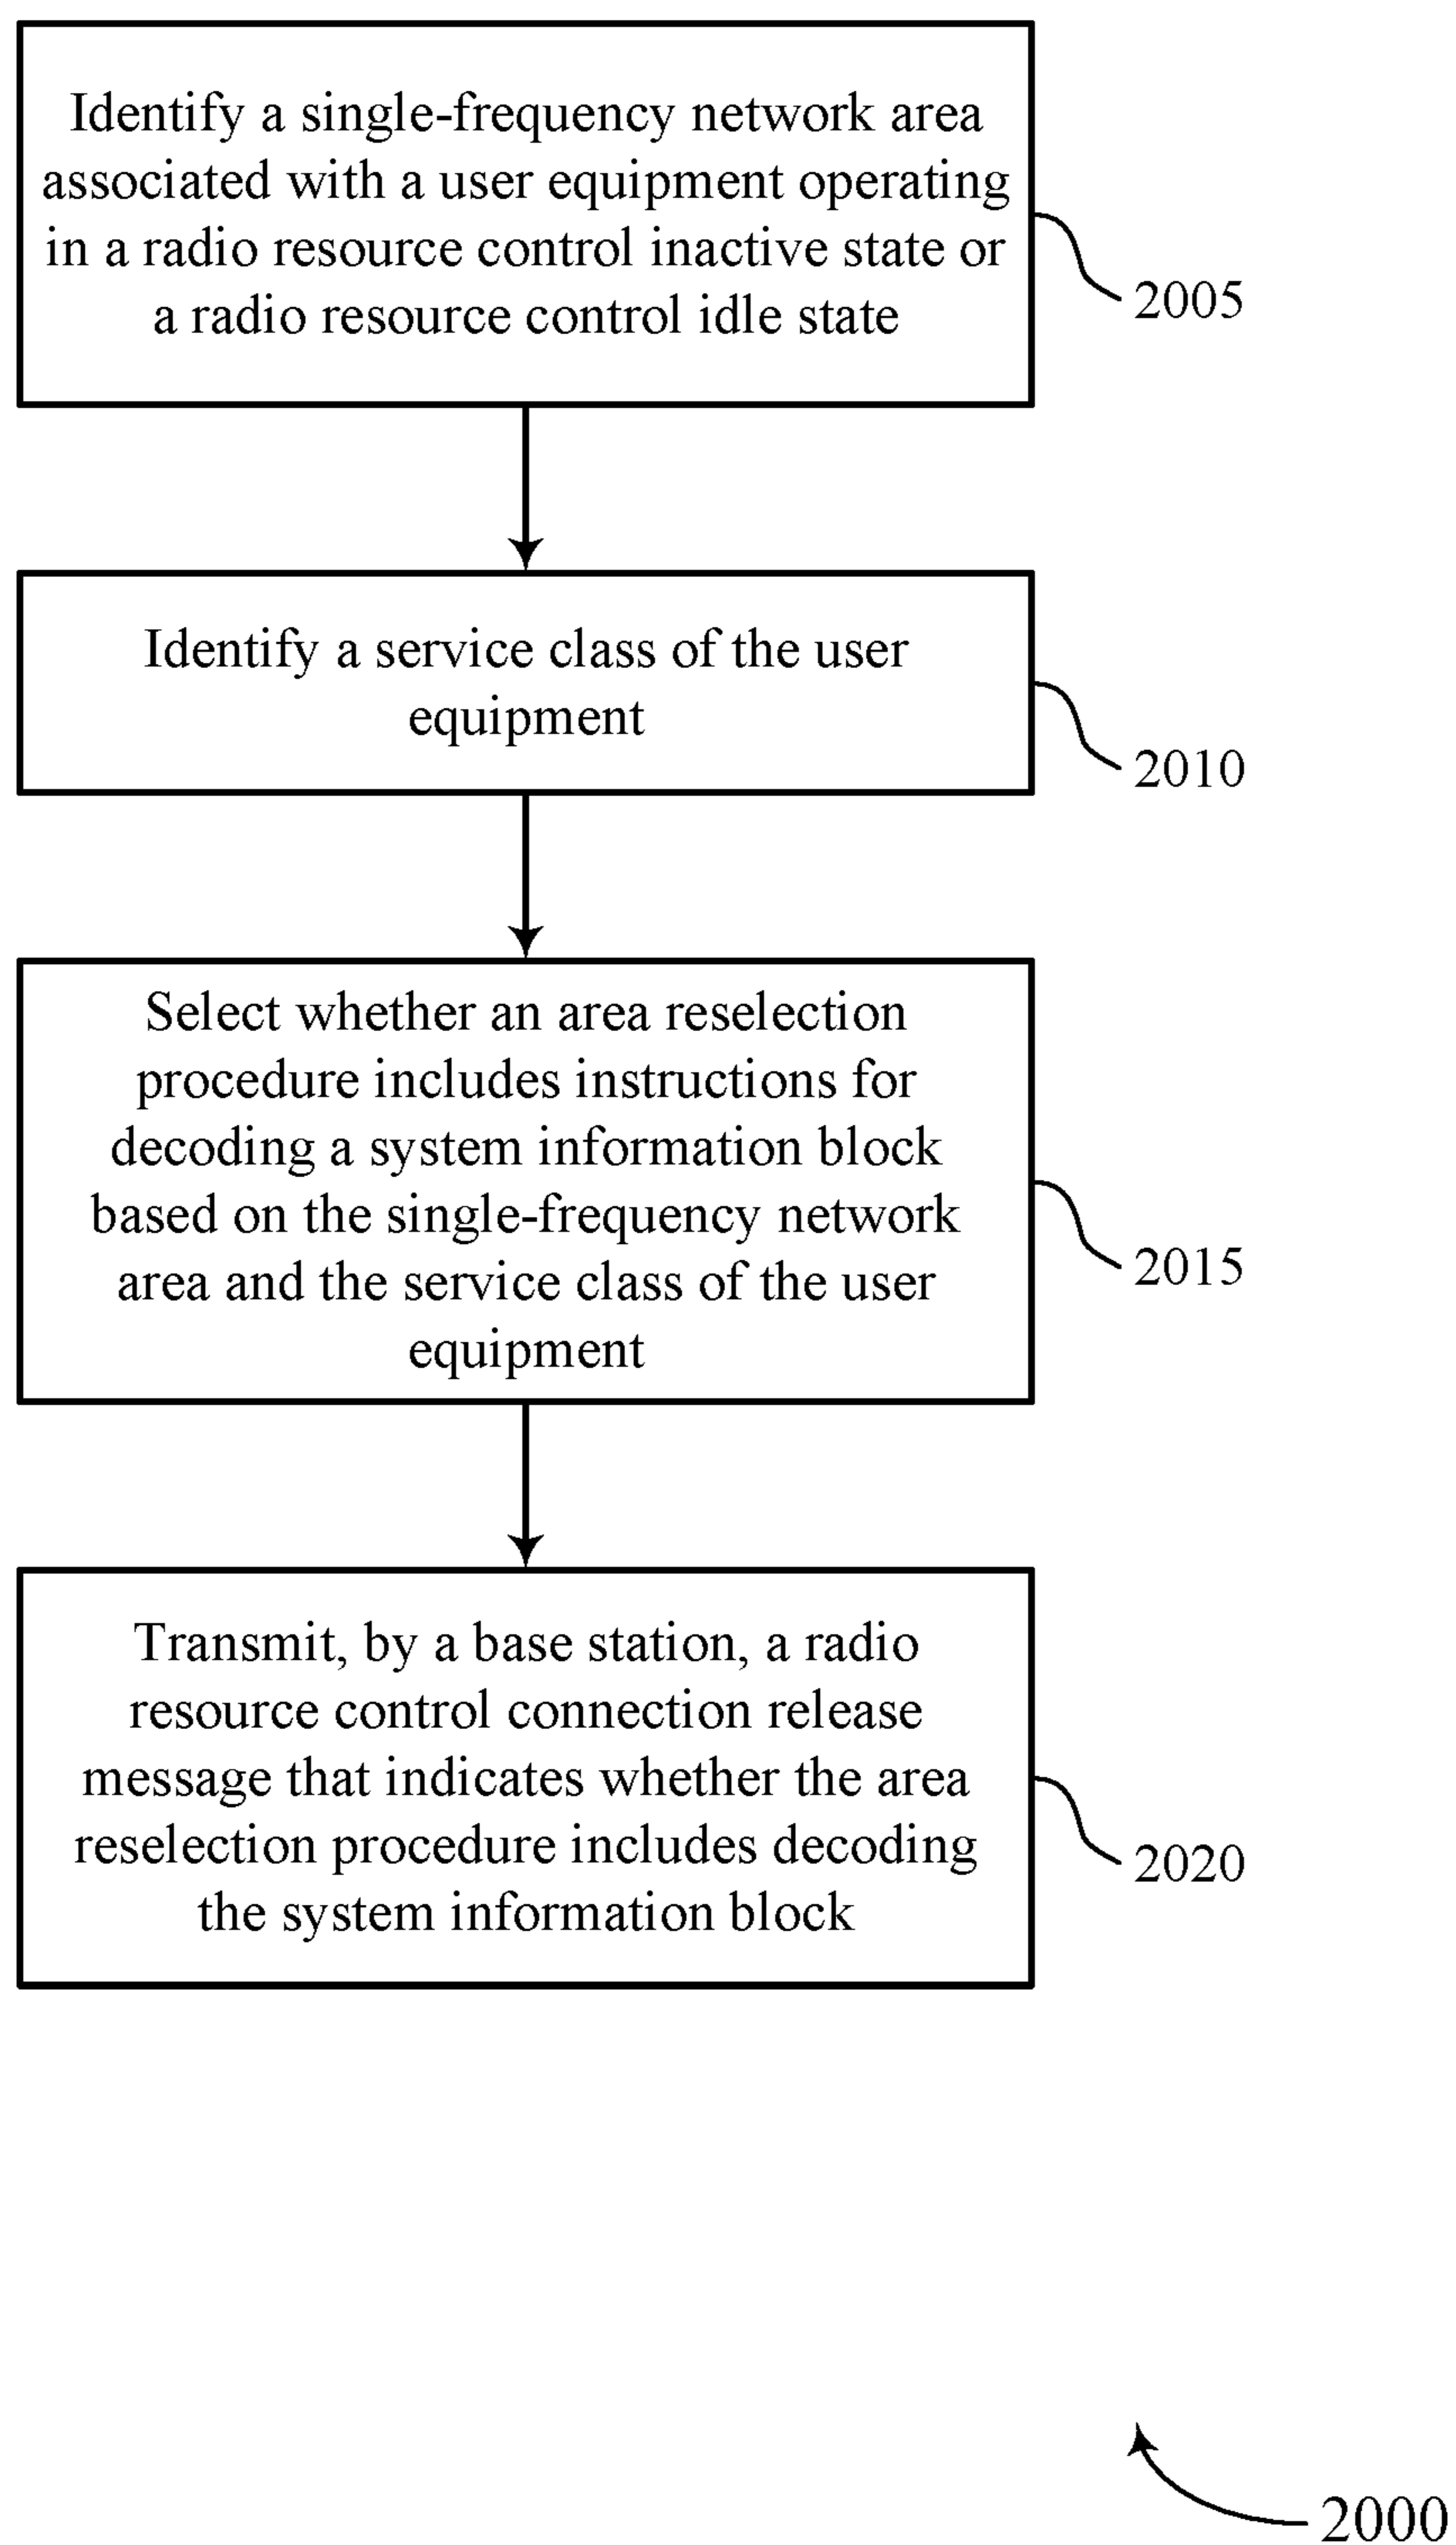 Identify a single-frequency network area
associated with a user equipment operating
in a radio resource control inactive state or
a radio resource control idle state
2005
Identify a service class of the user
equipment
2010
Select whether an area reselection
procedure includes instructions for
decoding a system information block
based on the single-frequency network
area and the service class of the user
equipment
2015
Transmit, by a base station, a radio
resource control connection release
message that indicates whether the area
reselection procedure includes decoding
the system information block
2020
2000